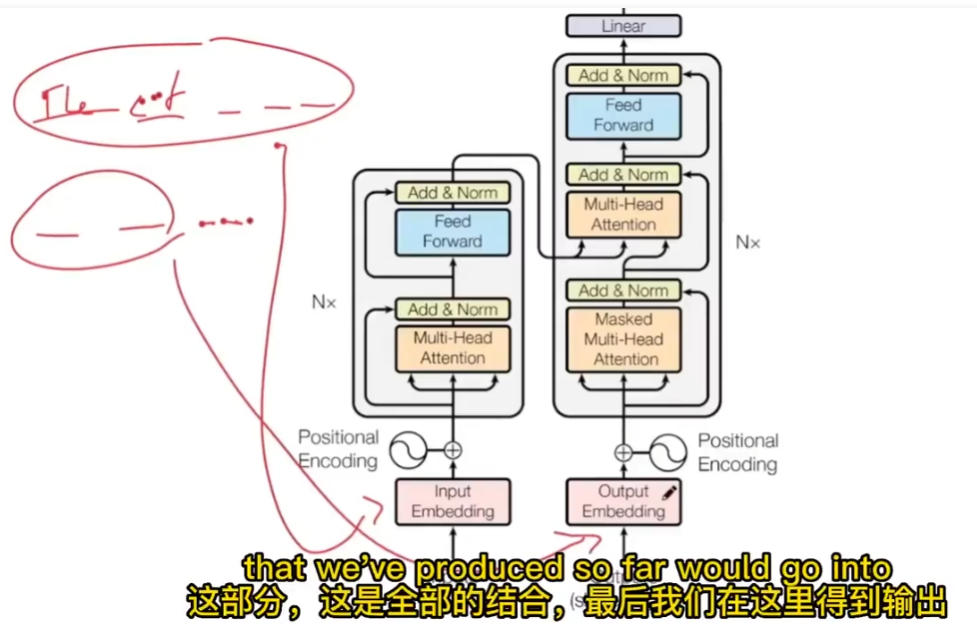 Linear
Add & Norm
Feed
Forward
Add & Norm
Multi-Head
Attention
Nx
Add & Norm
Masked
Multi-Head
Attention
Positional
Encoding
Output
Embedding
The cat
Add & Norm
Feed
Forward
Nx
Add & Norm
Multi-Head
Attention
Positional
Encoding
Input
Embedding
that we've produced so far would go into
这部分，这是全部的结合，最后我们在这里得到输出